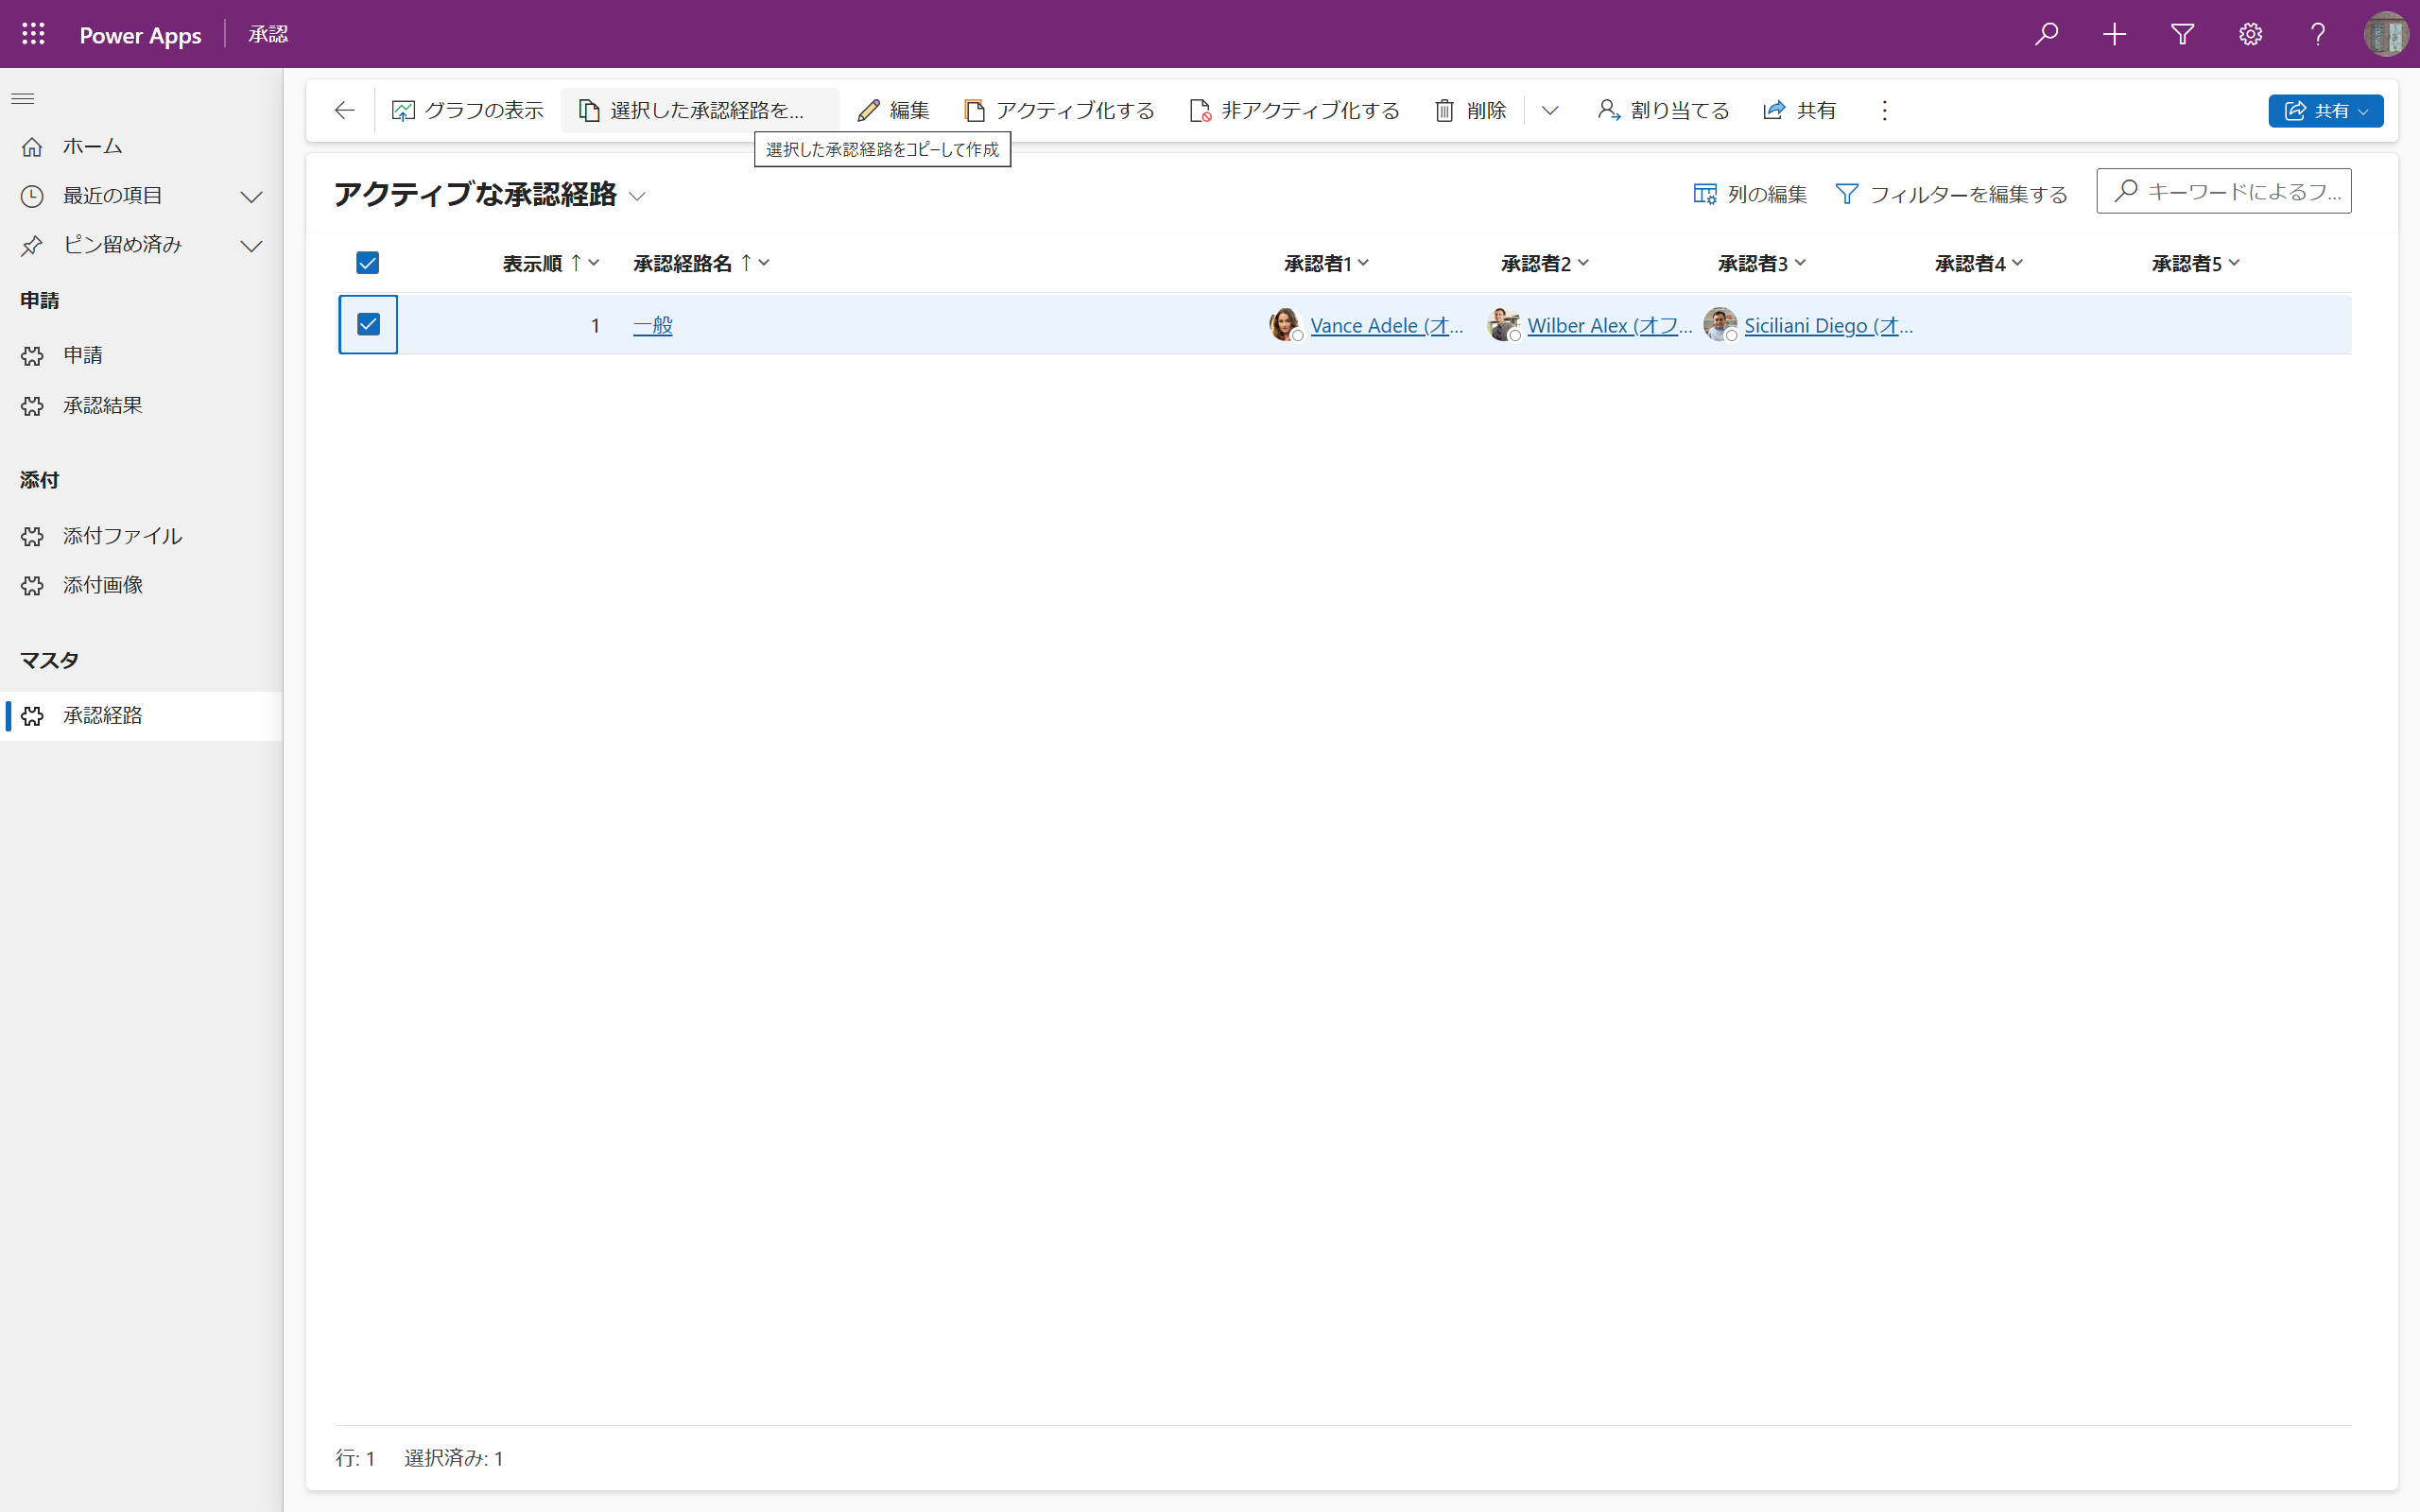 Power Apps 承認
グラフの表示 選択した承認経路を... 編集 アクティブ化する 非アクティブ化する 削除 割り当てる 共有 共有
選択した承認経路をコピーして作成
ホーム
最近の項目
ピン留め済み
申請
申請
承認結果
添付
添付ファイル
添付画像
マスタ
承認経路
アクティブな承認経路 列の編集 フィルターを編集する キーワードによるフ...
表示順 承認経路名 承認者1 承認者2 承認者3 承認者4 承認者5
1 一般 Vance Adele (オ... Wilber Alex (オフ... Siciliani Diego (オ...
行: 1 選択済み: 1